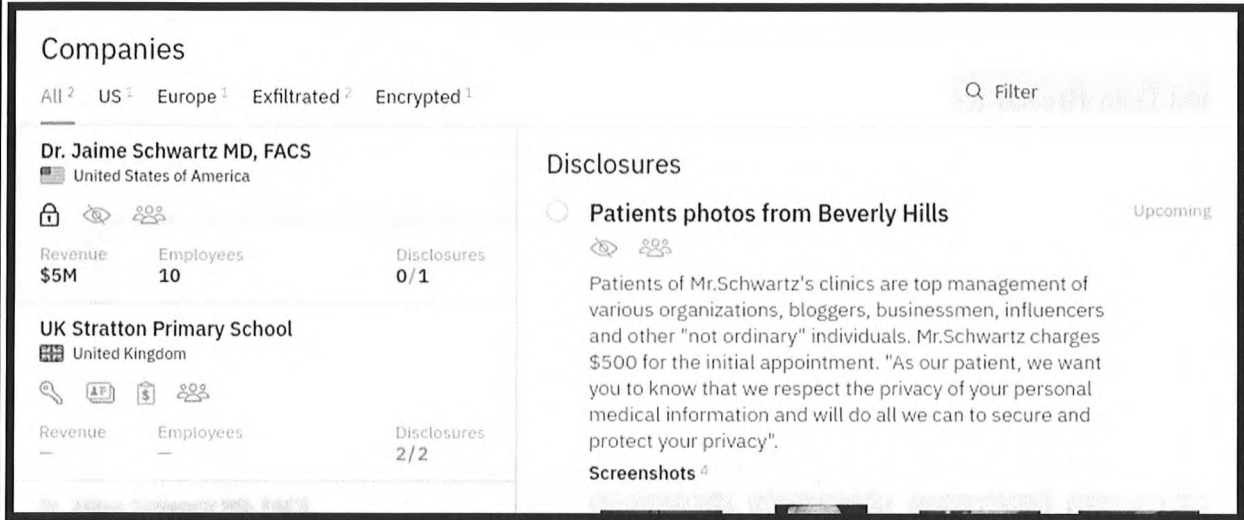 Companies
All 2 US 1 Europe 1 Exfiltrated 2 Encrypted 1
Filter
Dr. Jaime Schwartz MD, FACS
United States of America
Revenue Employees Disclosures
$5M 10 0/1
UK Stratton Primary School
United Kingdom
Revenue Employees Disclosures
— — 2/2
Disclosures
Patients photos from Beverly Hills
Upcoming
Patients of Mr.Schwartz's clinics are top management of
various organizations, bloggers, businessmen, influencers
and other "not ordinary" individuals. Mr.Schwartz charges
$500 for the initial appointment. "As our patient, we want
you to know that we respect the privacy of your personal
medical information and will do all we can to secure and
protect your privacy".
Screenshots 4